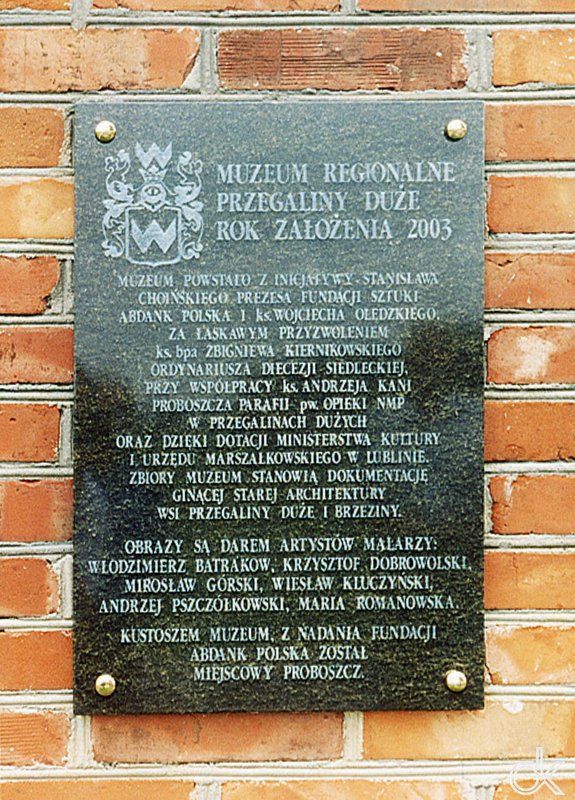 MUZEUM REGIONALNE
PRZEGALINY DUŻE
ROK ZAŁOŻENIA 2003
MUZEUM POWSTAŁO Z INICJATYWY STANISŁAWA
CHOIŃSKIEGO PREZESA FUNDACJI SZTUKI
ABDANK POLSKA I ks. WOJCIECHA OLĘDZKIEGO,
ZA ŁASKAWYM PRZYZWOLENIEM
ks. bpa ZBIGNIEWA KIERNIKOWSKIEGO
ORDYNARIUSZA DIECEZJI SIEDLECKIEJ,
PRZY WSPÓŁPRACY ks. ANDRZEJA KANI
PROBOSZCZA PARAFII pw. OPIEKI NMP
W PRZEGALINACH DUŻYCH
ORAZ DZIĘKI DOTACJI MINISTERSTWA KULTURY
I URZĘDU MARSZAŁKOWSKIEGO W LUBLINIE.
ZBIORY MUZEUM STANOWIĄ DOKUMENTACJĘ
GINĄCEJ STAREJ ARCHITEKTURY
WSI PRZEGALINY DUŻE I BRZEZINY.
OBRAZY SĄ DAREM ARTYSTÓW MALARZY:
WŁODZIMIERZ BATRAKOW, KRZYSZTOF DOBROWOLSKI,
MIROSŁAW GÓRSKI, WIESŁAW KLUCZYŃSKI,
ANDRZEJ PSZCZÓŁKOWSKI, MARIA ROMANOWSKA.
KUSTOSZEM MUZEUM, Z NADANIA FUNDACJI
ABDANK POLSKA ZOSTAŁ
MIEJSCOWY PROBOSZCZ.
dk